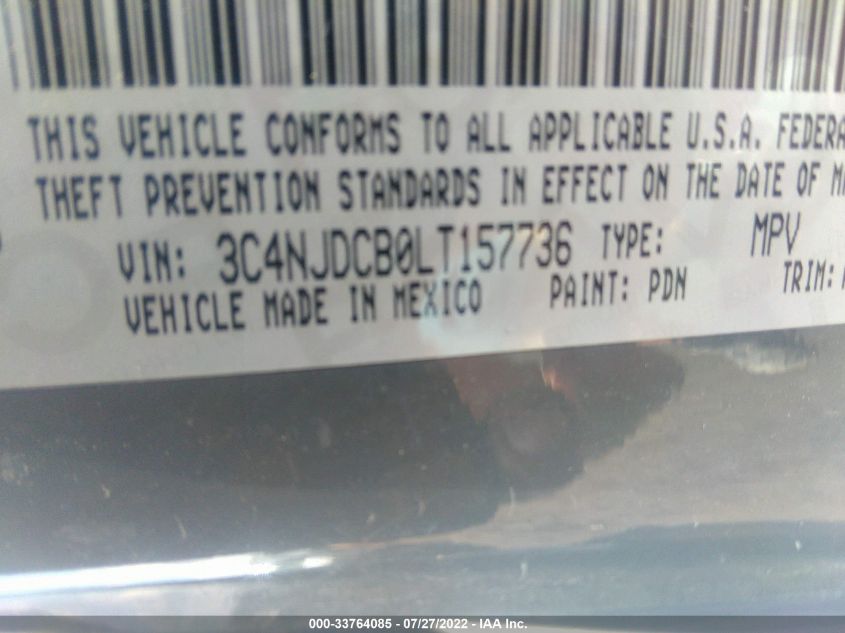 THIS VEHICLE CONFORMS TO ALL APPLICABLE U.S.A. FEDERA
THEFT PREVENTION STANDARDS IN EFFECT ON THE DATE OF M
VIN: 3C4NJDCB0LT157736 TYPE: MPV
VEHICLE MADE IN MEXICO PAINT: PDN TRIM:
000-33764085 - 07/27/2022 - IAA Inc.